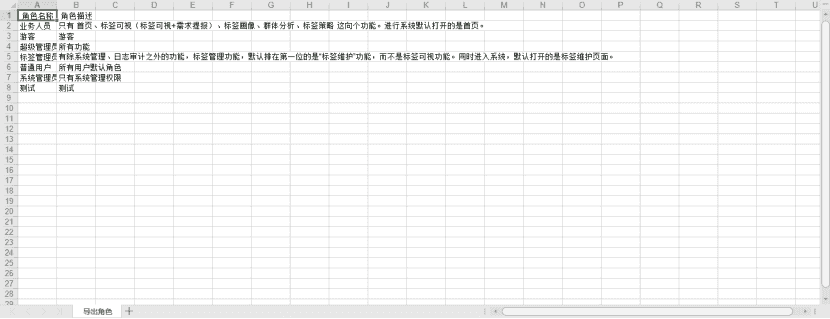 A B C D E F G H I J K L M N O P Q R S T U
1 角色名称 角色描述
2 业务人员 只有 首页、标签可视（标签可视+需求提报）、标签画像、群体分析、标签策略 这向个功能。进行系统默认打开的是首页。
3 游客 游客
4 超级管理员 所有功能
5 标签管理员 有除系统管理、日志审计之外的功能，标签管理功能，默认排在第一位的是"标签维护"功能，而不是标签可视功能。同时进入系统，默认打开的是标签维护页面。
6 普通用户 所有用户默认角色
7 系统管理员 只有系统管理权限
8 测试 测试
9
10
11
12
13
14
15
16
17
18
19
20
21
22
23
24
25
26
27
28
29
导出角色